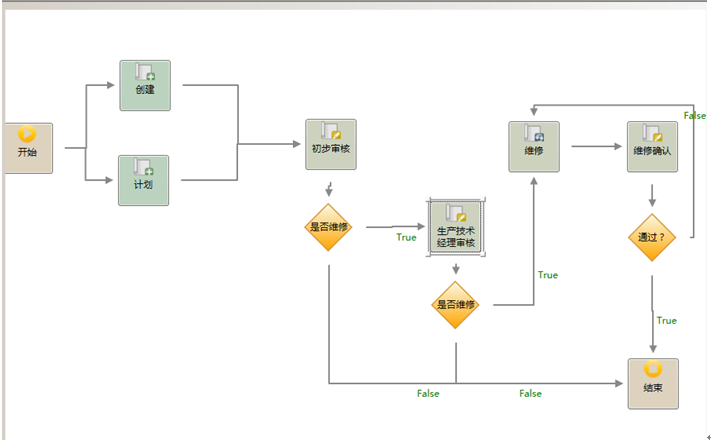 创建
开始
初步审核
维修
维修确认
False
计划
是否维修
True
生产技术
经理审核
通过？
True
是否维修
True
结束
False
False